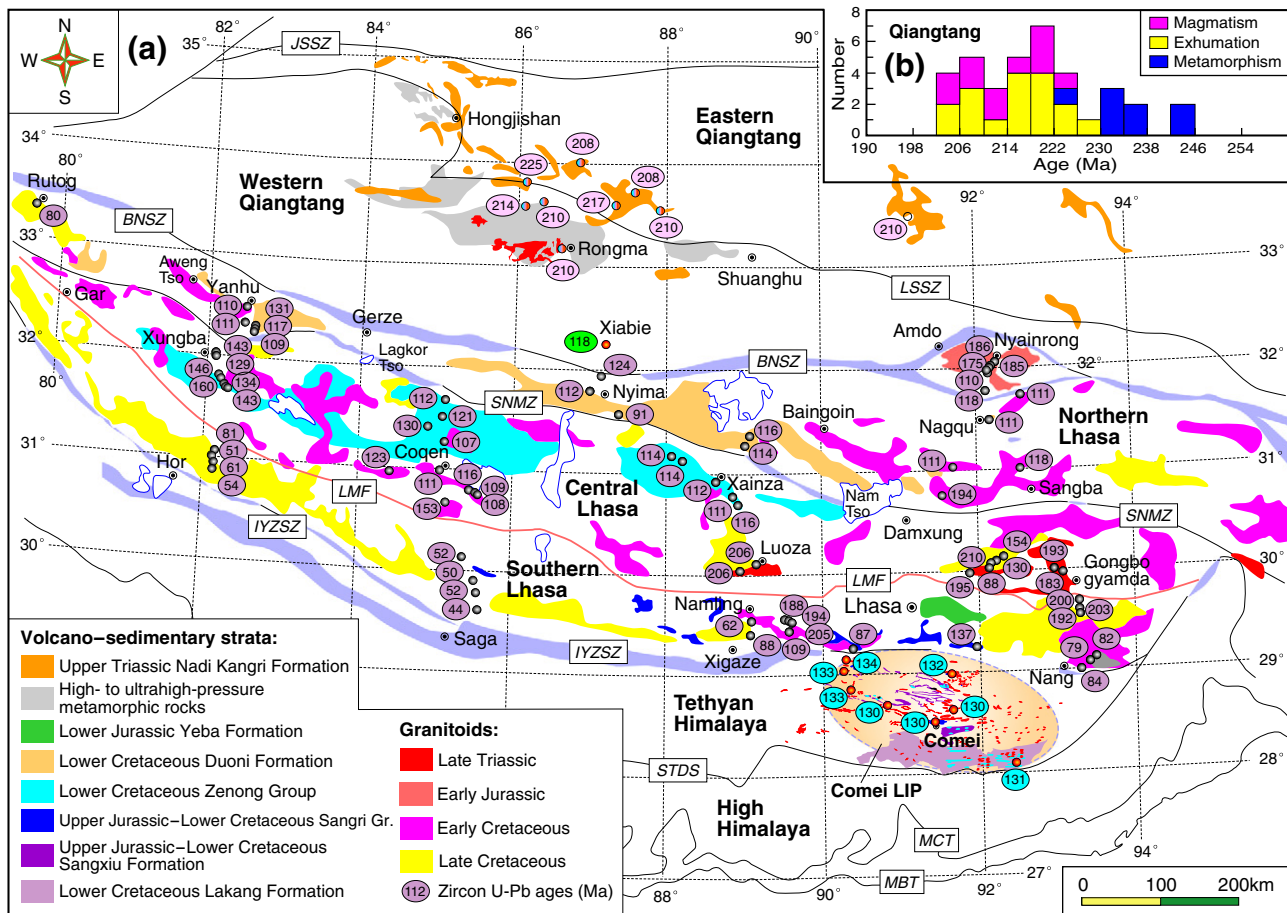 N
W E
S
(a)
82
84
86
88
90
35°
JSSZ
Qiangtang
(b)
Magmatism
Exhumation
Metamorphism
Number
8
6
4
2
0
190 198 206 214 222 230 238 246 254
Age (Ma)
Hongjishan
Eastern
Qiangtang
34°
80°
Western
Qiangtang
208
225
208
214
210
217
210
210
Rongma
Shuanghu
92°
94°
210
33°
LSSZ
Rutog
80
BNSZ
33°
Aweng
Tso
Yanhu
Gar
110
131
111
117
109
Gerze
Xiabie
118
Amdo
Nyainrong
186
175
185
32°
Xungba
143
129
146
134
160
143
Lagkor
Tso
BNSZ
124
112
Nyima
110
118
111
32°
80°
SNMZ
112
121
130
107
91
Baingoin
116
114
Nagqu
111
Northern
Lhasa
31°
81
51
61
54
Hor
123
Coqen
111
116
109
108
153
114
114
Xainza
112
111
116
Central
Lhasa
111
118
31°
194
Sangba
Nam
Tso
LMF
IYZSZ
Damxung
SNMZ
30°
52
50
52
44
Southern
Lhasa
206
Luoza
206
LMF
210
154
193
130
195
88
183
Gongbo
gyamda
30°
Namling
188
194
62
205
88
109
87
Lhasa
137
200
203
192
82
79
84
Nang
29°
Saga
IYZSZ
Xigaze
Tethyan
Himalaya
133
134
132
133
130
130
130
Comei
131
Comei LIP
28°
STDS
High
Himalaya
MCT
MBT
94°
27°
88
90°
92°
0 100 200km
Volcano−sedimentary strata:
Upper Triassic Nadi Kangri Formation
High- to ultrahigh-pressure
metamorphic rocks
Lower Jurassic Yeba Formation
Lower Cretaceous Duoni Formation
Lower Cretaceous Zenong Group
Upper Jurassic−Lower Cretaceous Sangri Gr.
Upper Jurassic−Lower Cretaceous
Sangxiu Formation
Lower Cretaceous Lakang Formation
Granitoids:
Late Triassic
Early Jurassic
Early Cretaceous
Late Cretaceous
112 Zircon U-Pb ages (Ma)